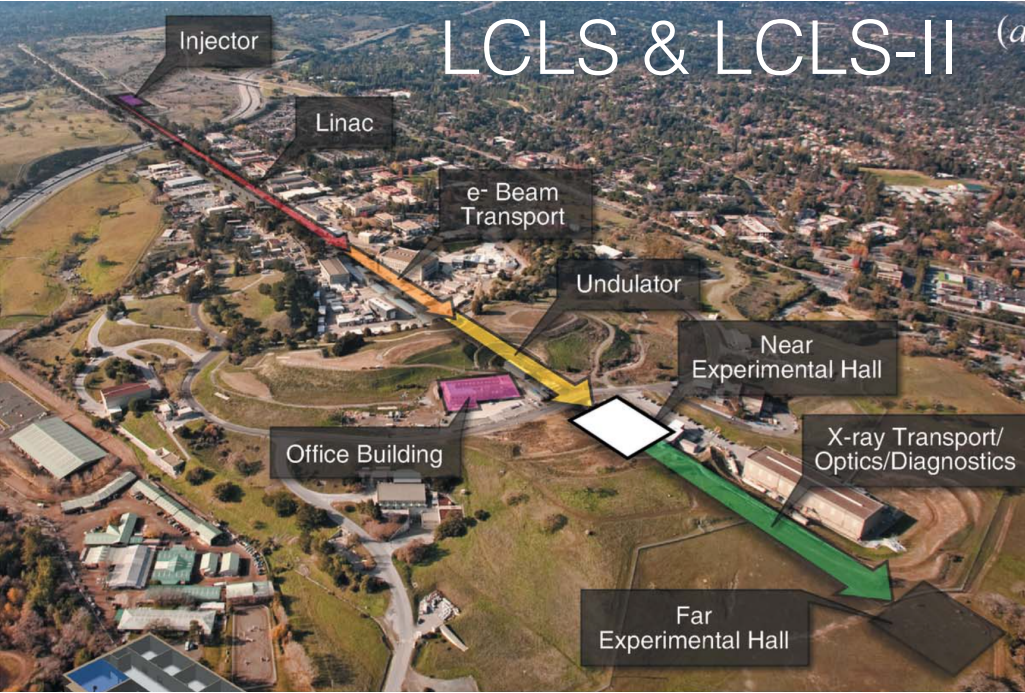 LCLS & LCLS-II
(a
Injector
Linac
e- Beam
Transport
Undulator
Near
Experimental Hall
X-ray Transport/
Optics/Diagnostics
Office Building
Far
Experimental Hall